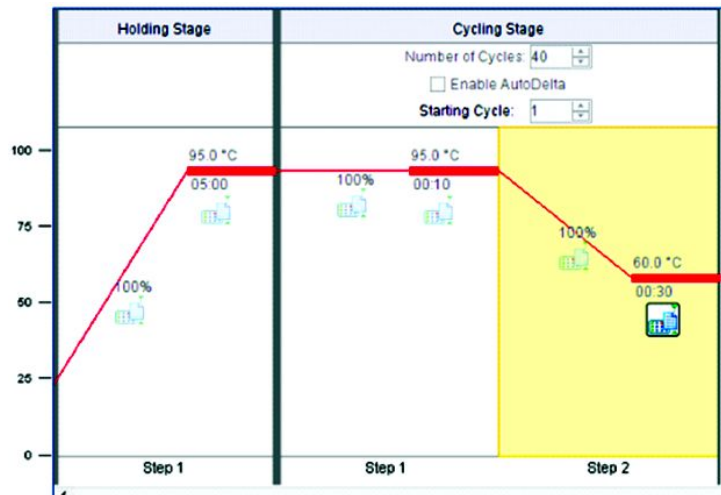 Holding Stage
Cycling Stage
Number of Cycles: 40
Enable AutoDelta
Starting Cycle: 1
100
75
50
25
0
95.0 °C
05:00
100%
95.0 °C
00:10
100%
100%
60.0 °C
00:30
Step 1
Step 1
Step 2